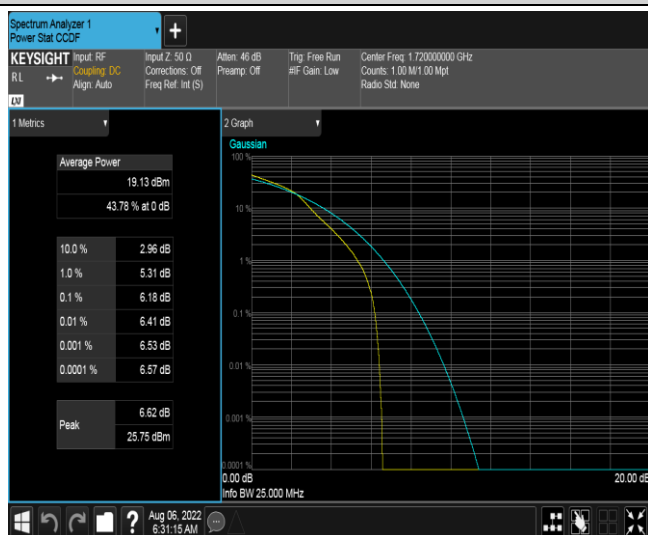 Spectrum Analyzer 1
Power Stat CCDF
+
KEYSIGHT
RL
LXI
Input: RF
Coupling: DC
Align: Auto
Input Z: 50 Ω
Corrections: Off
Freq Ref: Int (S)
Atten: 46 dB
Preamp: Off
Trig: Free Run
#IF Gain: Low
Center Freq: 1.720000000 GHz
Counts: 1.00 M/1.00 Mpt
Radio Std: None
1 Metrics
Average Power
19.13 dBm
43.78 % at 0 dB
10.0 % 2.96 dB
1.0 % 5.31 dB
0.1 % 6.18 dB
0.01 % 6.41 dB
0.001 % 6.53 dB
0.0001 % 6.57 dB
Peak
6.62 dB
25.75 dBm
2 Graph
Gaussian
100 %
10 %
1 %
0.1 %
0.01 %
0.001 %
0.0001 %
0.00 dB 20.00 dB
Info BW 25.000 MHz
?
Aug 06, 2022
6:31:15 AM